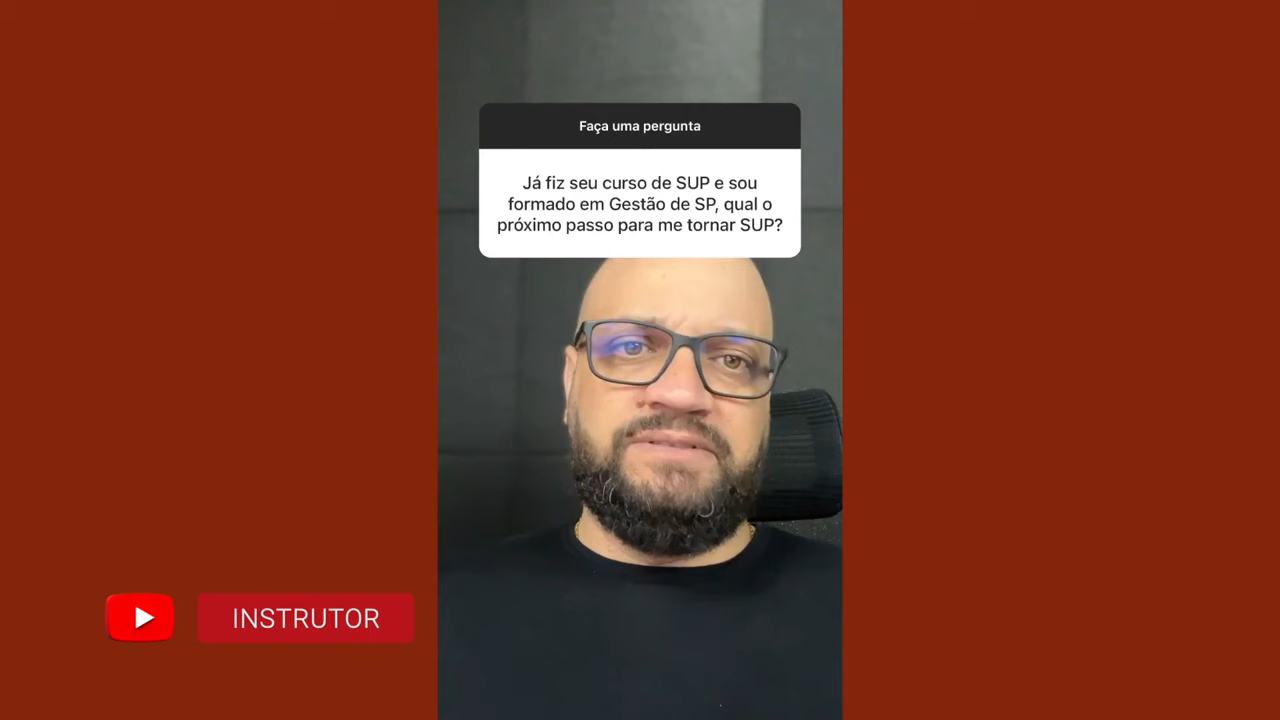 Faça uma pergunta
Já fiz seu curso de SUP e sou
formado em Gestão de SP, qual o
próximo passo para me tornar SUP?
INSTRUTOR